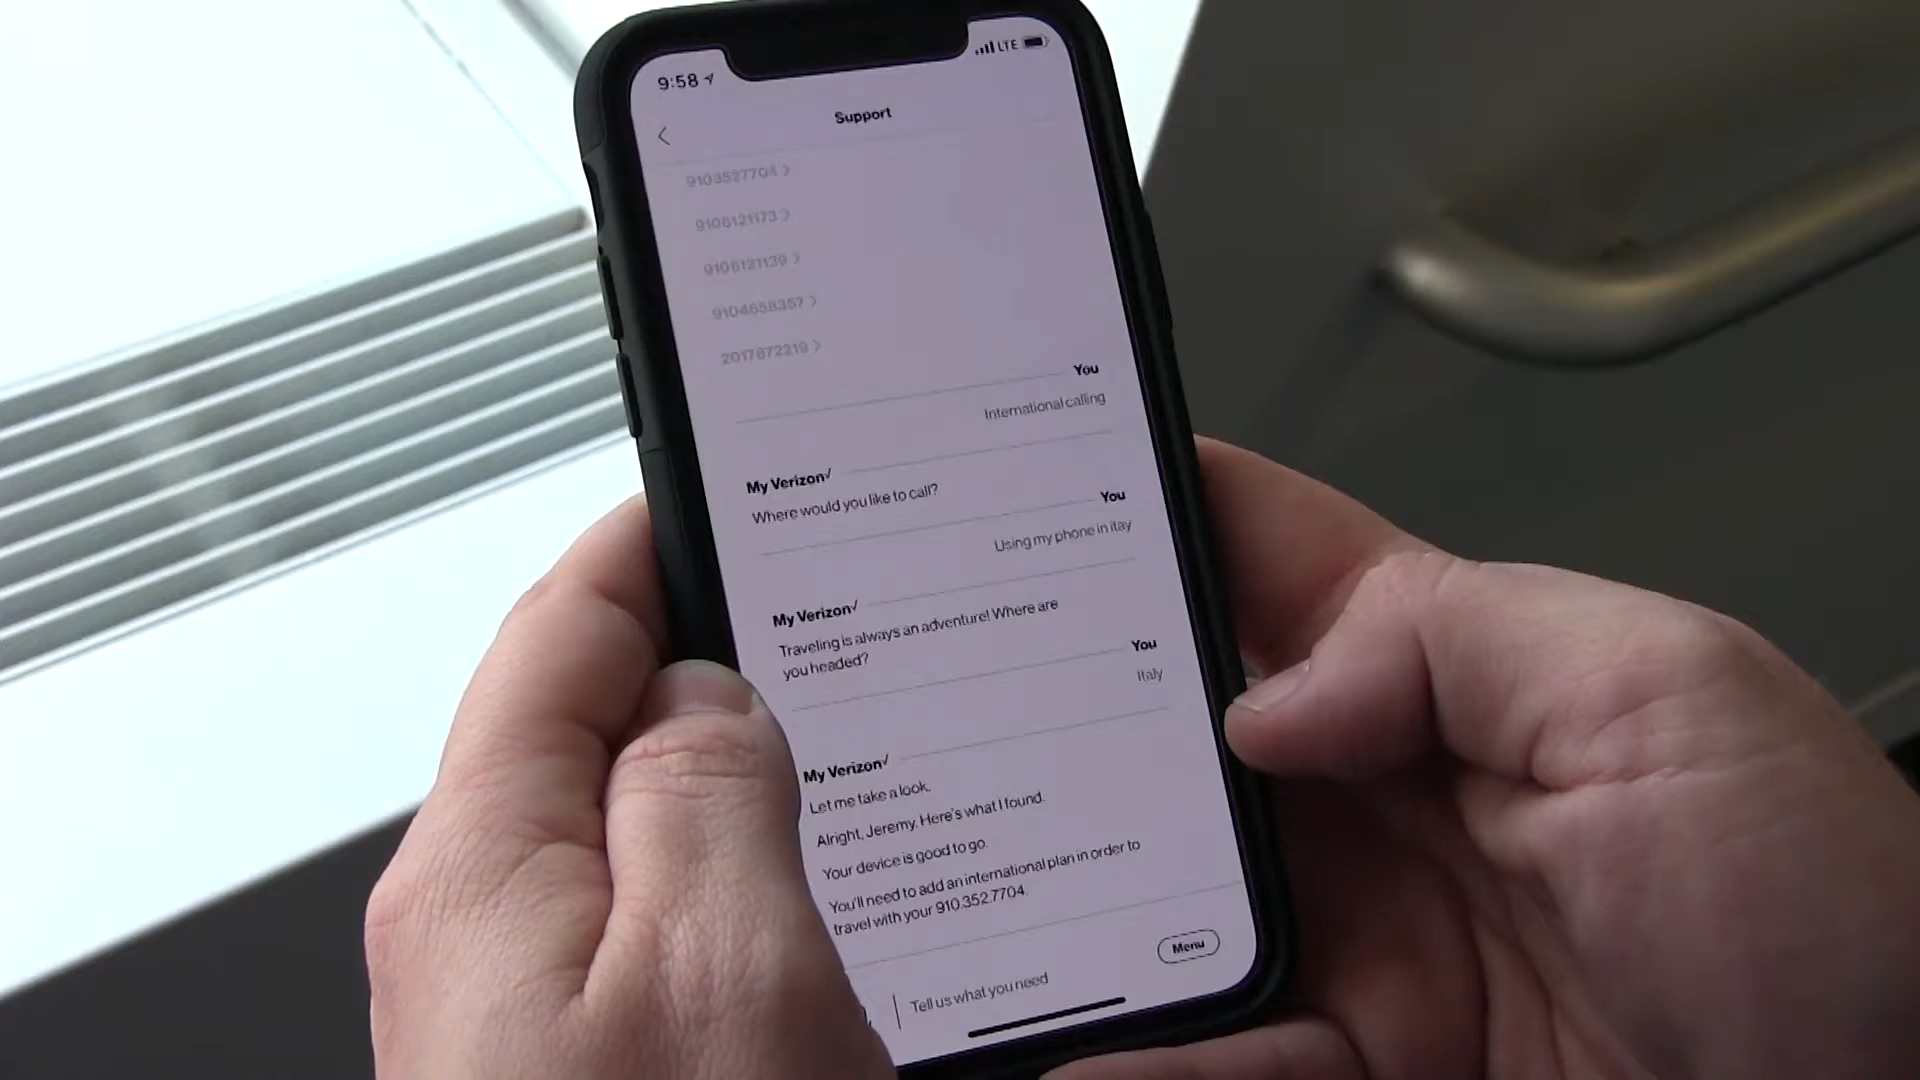 9:58
LTE
Support
9103527704 >
9106121173 >
9106121139 >
9104658357 >
2017872219 >
You
International calling
My Verizon✓
Where would you like to call?
You
Using my phone in itay
My Verizon✓
Traveling is always an adventure! Where are
you headed?
You
Italy
My Verizon✓
Let me take a look.
Alright, Jeremy. Here's what I found.
Your device is good to go.
You'll need to add an international plan in order to
travel with your 910.352.7704.
Menu
Tell us what you need